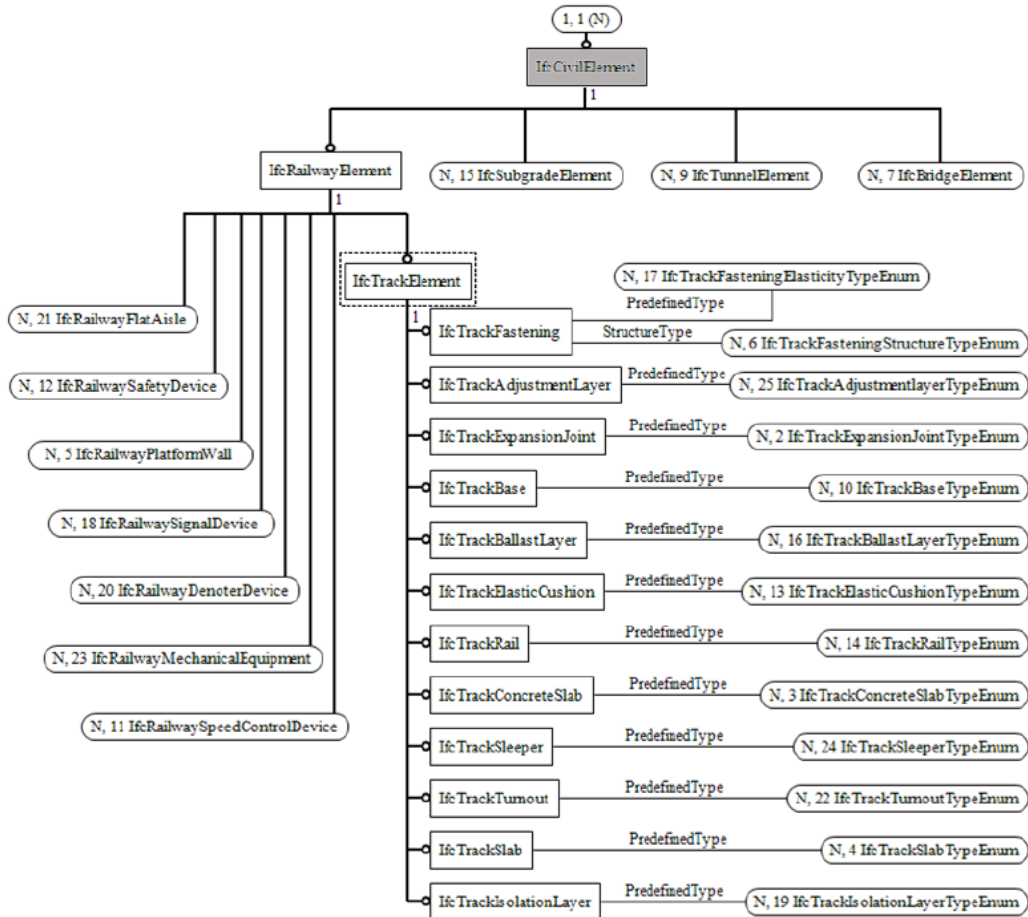 1, 1 (N)
IfcCivilElement
1
IfcRailwayElement
N, 15 IfcSubgradeElement
N, 9 IfcTunnelElement
N, 7 IfcBridgeElement
1
IfcTrackElement
1
N, 21 IfcRailwayFlatAisle
N, 12 IfcRailwaySafetyDevice
N, 5 IfcRailwayPlatformWall
N, 18 IfcRailwaySignalDevice
N, 20 IfcRailwayDenoterDevice
N, 23 IfcRailwayMechanicalEquipment
N, 11 IfcRailwaySpeedControlDevice
N, 17 IfcTrackFasteningElasticityTypeEnum
PredefinedType
IfcTrackFastening
StructureType
N, 6 IfcTrackFasteningStructureTypeEnum
IfcTrackAdjustmentLayer
PredefinedType
N, 25 IfcTrackAdjustmentlayerTypeEnum
IfcTrackExpansionJoint
PredefinedType
N, 2 IfcTrackExpansionJointTypeEnum
IfcTrackBase
PredefinedType
N, 10 IfcTrackBaseTypeEnum
IfcTrackBallastLayer
PredefinedType
N, 16 IfcTrackBallastLayerTypeEnum
IfcTrackElasticCushion
PredefinedType
N, 13 IfcTrackElasticCushionTypeEnum
IfcTrackRail
PredefinedType
N, 14 IfcTrackRailTypeEnum
IfcTrackConcreteSlab
PredefinedType
N, 3 IfcTrackConcreteSlabTypeEnum
IfcTrackSleeper
PredefinedType
N, 24 IfcTrackSleeperTypeEnum
IfcTrackTurnout
PredefinedType
N, 22 IfcTrackTurnoutTypeEnum
IfcTrackSlab
PredefinedType
N, 4 IfcTrackSlabTypeEnum
IfcTrackIsolationLayer
PredefinedType
N, 19 IfcTrackIsolationLayerTypeEnum